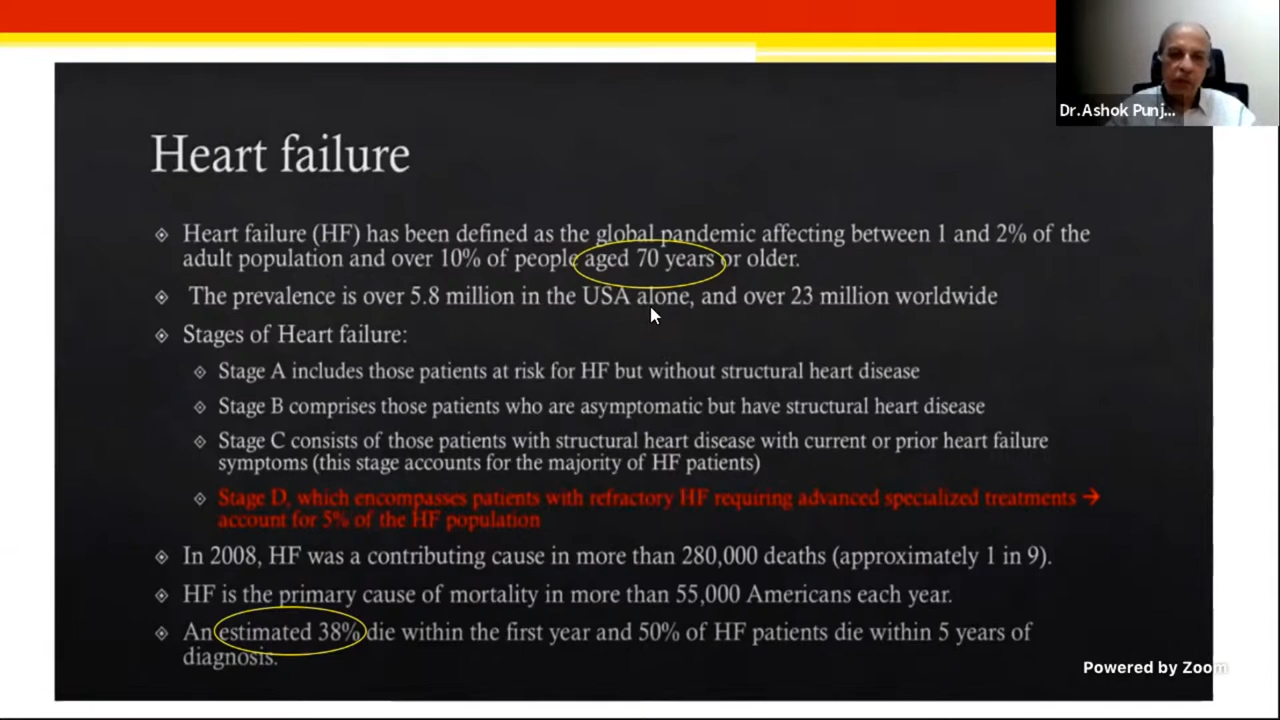 Dr.Ashok Punj...
Heart failure
Heart failure (HF) has been defined as the global pandemic affecting between 1 and 2% of the
adult population and over 10% of people aged 70 years or older.
The prevalence is over 5.8 million in the USA alone, and over 23 million worldwide
Stages of Heart failure:
Stage A includes those patients at risk for HF but without structural heart disease
Stage B comprises those patients who are asymptomatic but have structural heart disease
Stage C consists of those patients with structural heart disease with current or prior heart failure
symptoms (this stage accounts for the majority of HF patients)
Stage D, which encompasses patients with refractory HF requiring advanced specialized treatments →
account for 5% of the HF population
In 2008, HF was a contributing cause in more than 280,000 deaths (approximately 1 in 9).
HF is the primary cause of mortality in more than 55,000 Americans each year.
An estimated 38% die within the first year and 50% of HF patients die within 5 years of
diagnosis.
Powered by Zoom